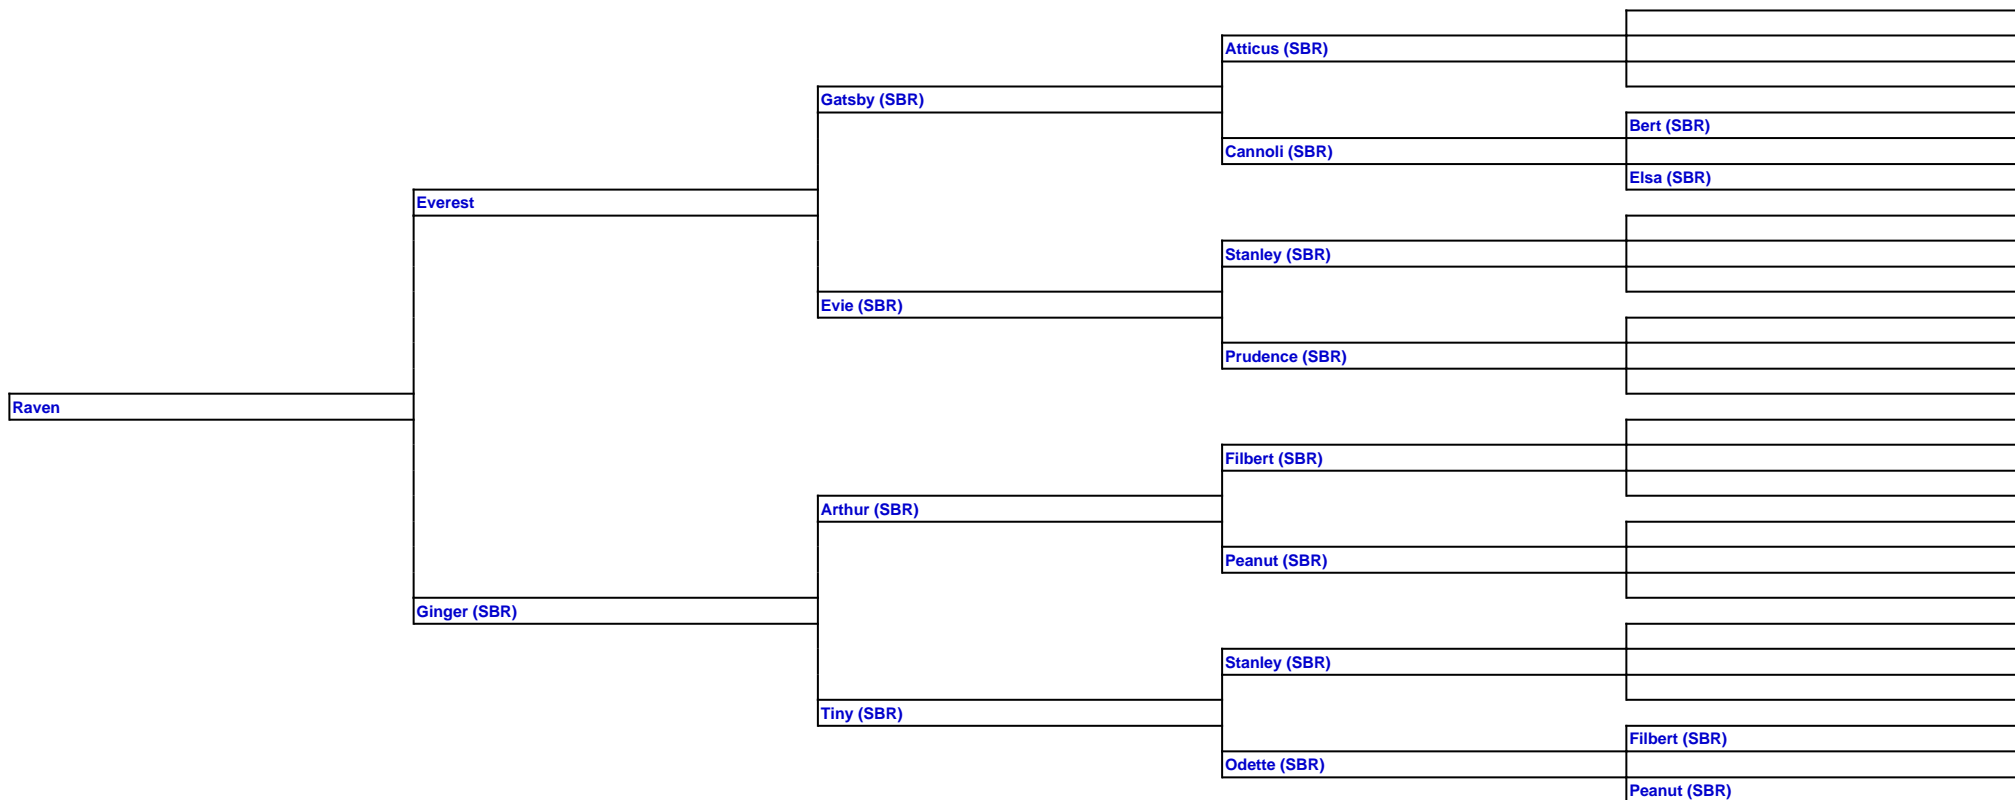 Atticus (SBR)
Gatsby (SBR)
Bert (SBR)
Cannoli (SBR)
Elsa (SBR)
Everest
Stanley (SBR)
Evie (SBR)
Prudence (SBR)
Raven
Filbert (SBR)
Arthur (SBR)
Peanut (SBR)
Ginger (SBR)
Stanley (SBR)
Tiny (SBR)
Filbert (SBR)
Odette (SBR)
Peanut (SBR)